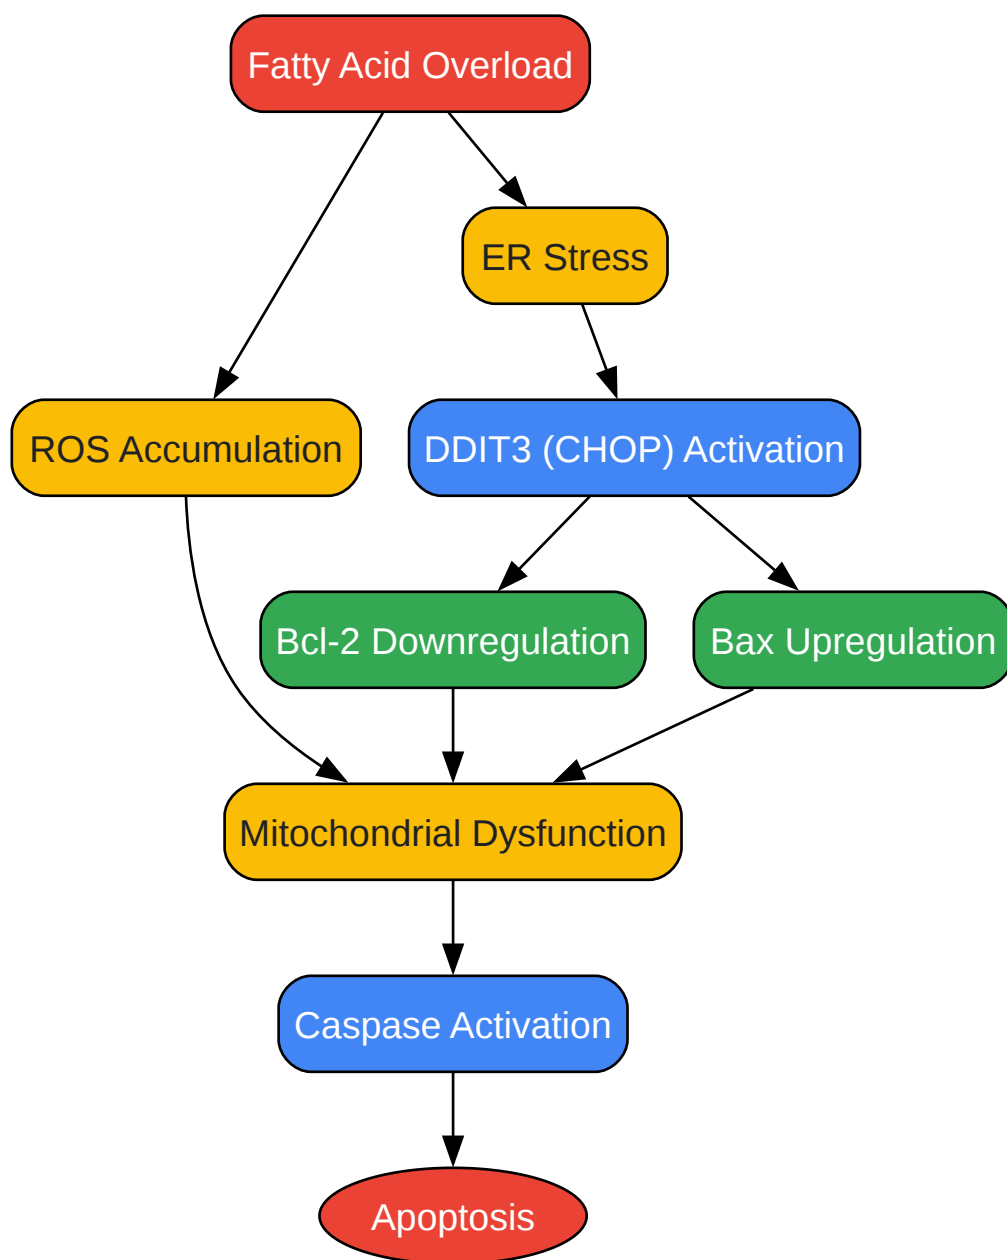 Fatty Acid Overload
ER Stress
ROS Accumulation
DDIT3 (CHOP) Activation
Bcl-2 Downregulation
Bax Upregulation
Mitochondrial Dysfunction
Caspase Activation
Apoptosis